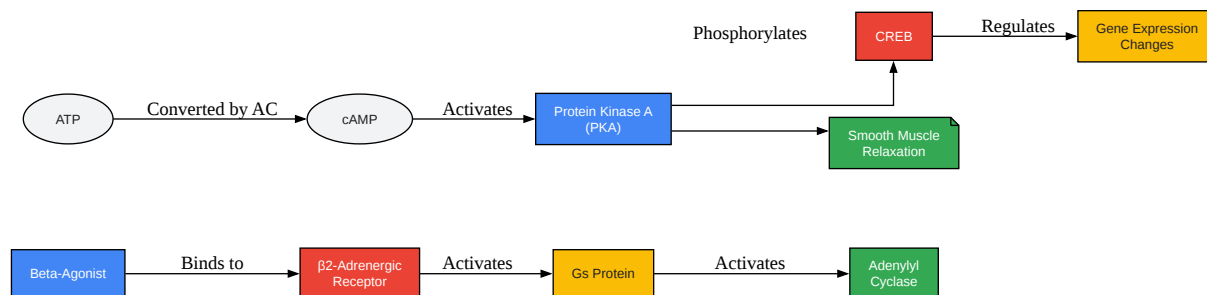 Phosphorylates
CREB
Regulates
Gene Expression
Changes
ATP
Converted by AC
cAMP
Activates
Protein Kinase A
(PKA)
Smooth Muscle
Relaxation
Beta-Agonist
Binds to
β2-Adrenergic
Receptor
Activates
Gs Protein
Activates
Adenylyl
Cyclase